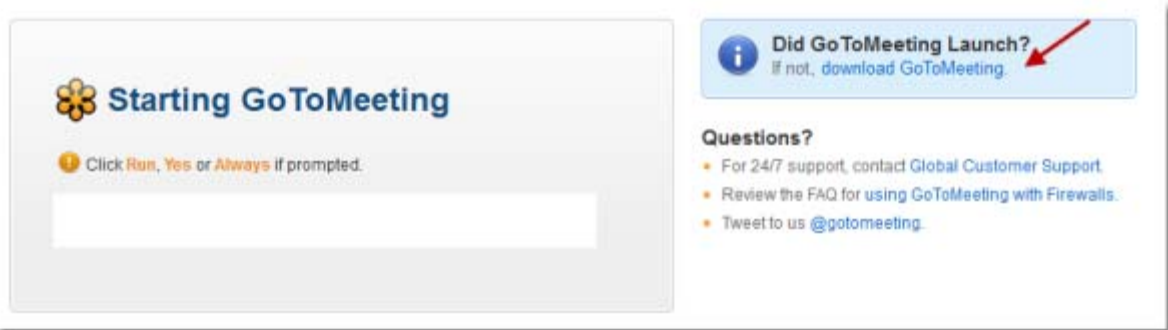 Starting GoToMeeting
Click Run, Yes or Always if prompted.
Did GoToMeeting Launch?
If not, download GoToMeeting.
Questions?
For 24/7 support, contact Global Customer Support.
Review the FAQ for using GoToMeeting with Firewalls.
Tweet to us @gotomeeting.